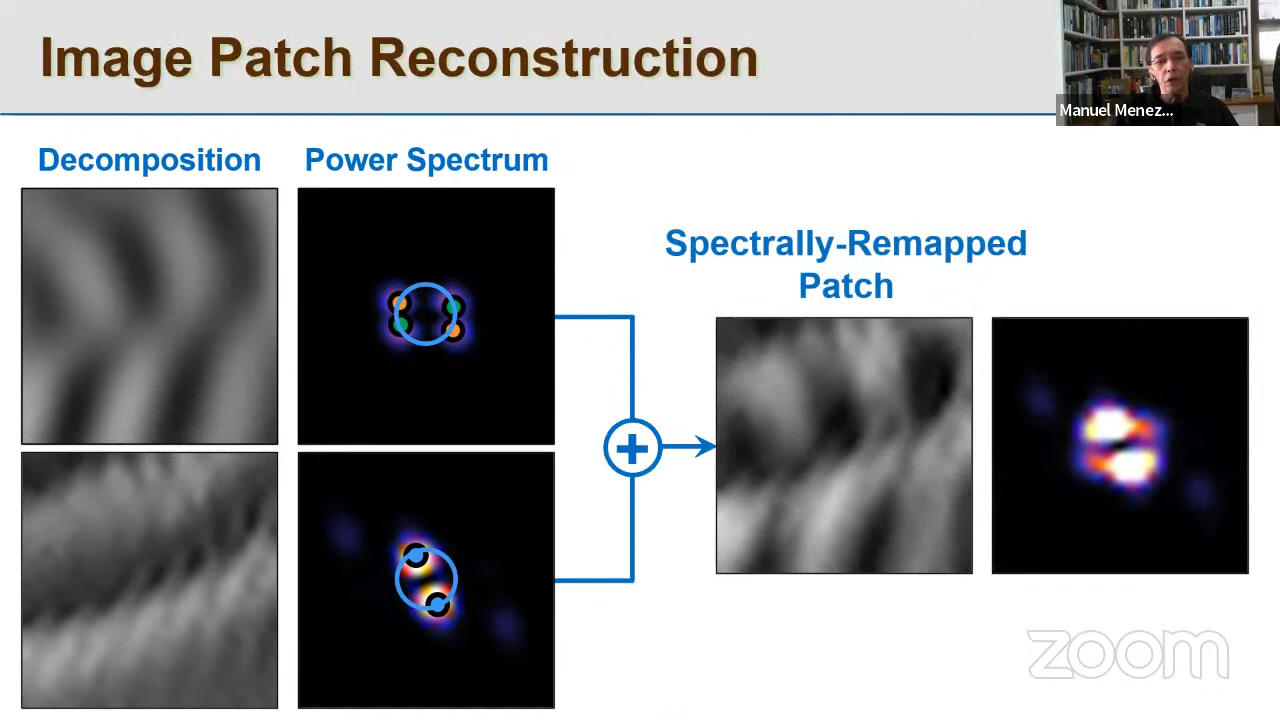 Image Patch Reconstruction
Manuel Menez...
Decomposition
Power Spectrum
Spectrally-Remapped
Patch
zoom